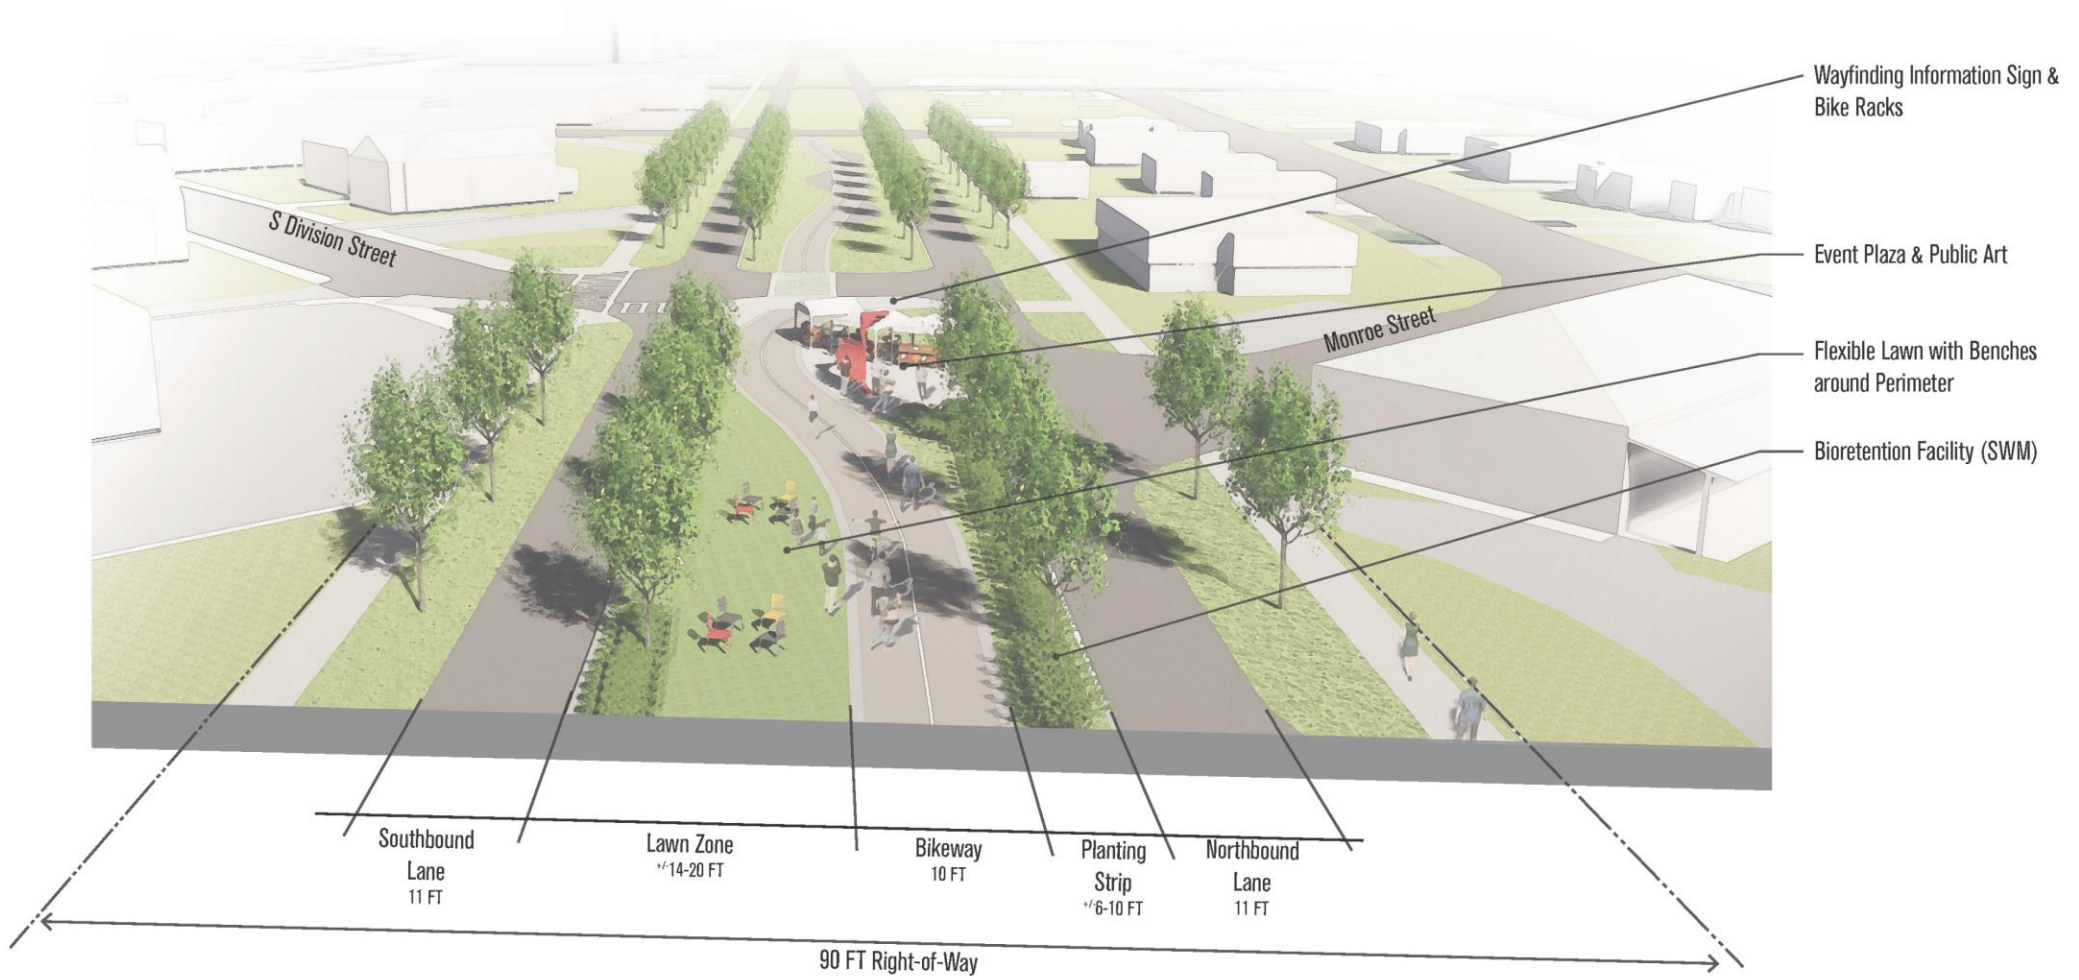 Wayfinding Information Sign &
Bike Racks
S Division Street
Event Plaza & Public Art
Monroe Street
Flexible Lawn with Benches
around Perimeter
Bioretention Facility (SWM)
Southbound
Lane
11 FT
Lawn Zone
+/-14-20 FT
Bikeway
10 FT
Planting
Strip
+/-6-10 FT
Northbound
Lane
11 FT
90 FT Right-of-Way